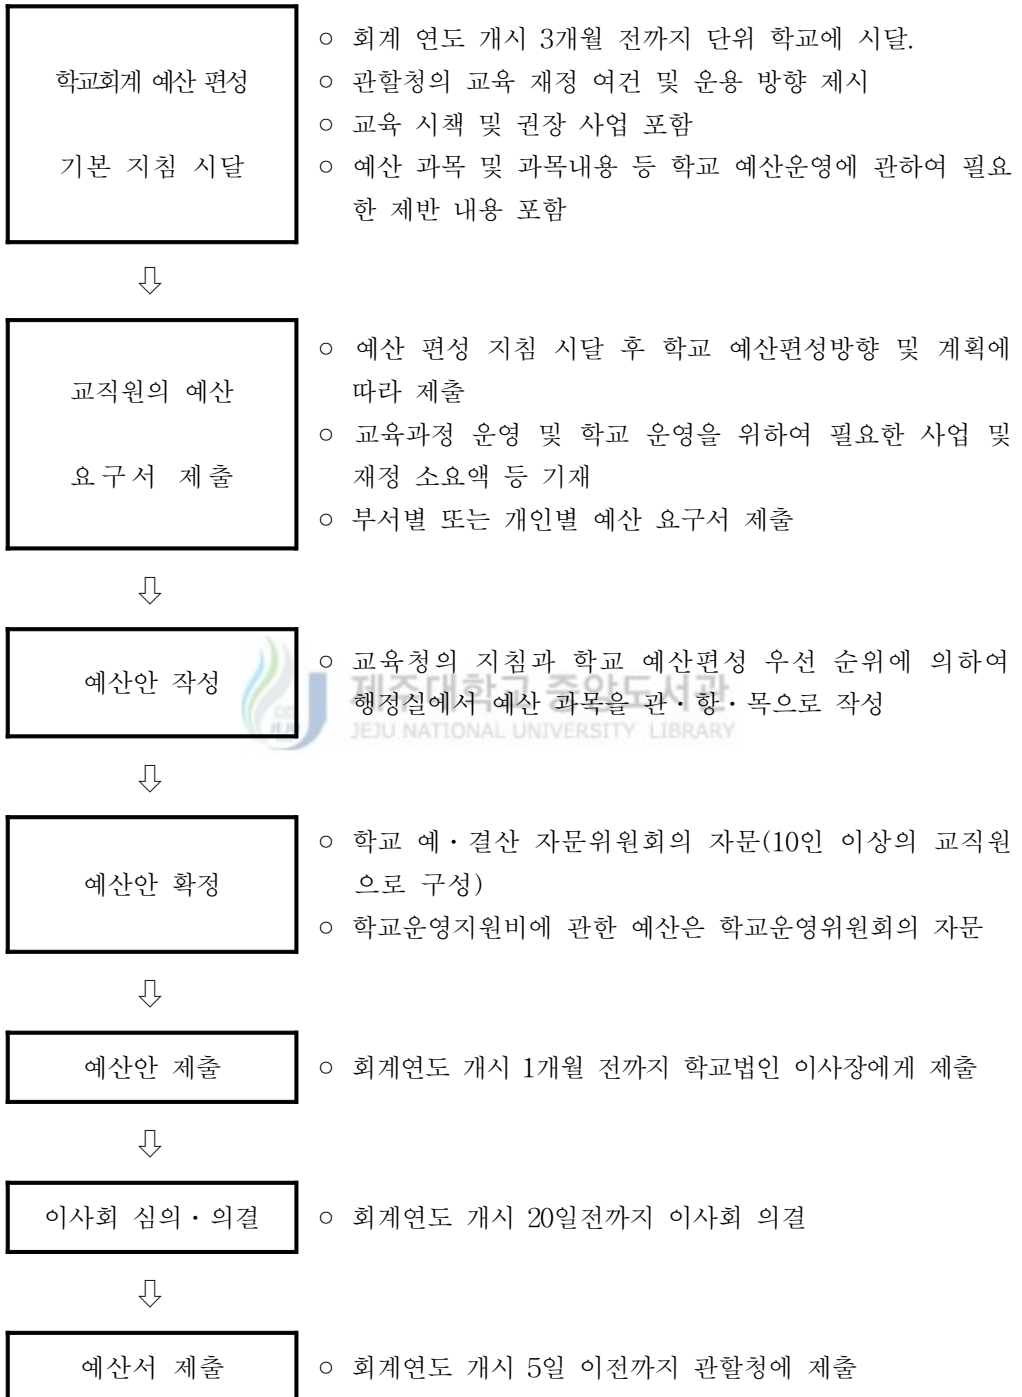 학교회계 예산 편성
기본 지침 시달
○ 회계 연도 개시 3개월 전까지 단위 학교에 시달.
○ 관할청의 교육 재정 여건 및 운용 방향 제시
○ 교육 시책 및 권장 사업 포함
○ 예산 과목 및 과목내용 등 학교 예산운영에 관하여 필요
한 제반 내용 포함
⇩
교직원의 예산
요구서 제출
○ 예산 편성 지침 시달 후 학교 예산편성방향 및 계획에
따라 제출
○ 교육과정 운영 및 학교 운영을 위하여 필요한 사업 및
재정 소요액 등 기재
○ 부서별 또는 개인별 예산 요구서 제출
⇩
예산안 작성
○ 교육청의 지침과 학교 예산편성 우선 순위에 의하여
행정실에서 예산 과목을 관・항・목으로 작성
제주대학교 중앙도서관
JEJU NATIONAL UNIVERSITY LIBRARY
⇩
예산안 확정
○ 학교 예・결산 자문위원회의 자문(10인 이상의 교직원
으로 구성)
○ 학교운영지원비에 관한 예산은 학교운영위원회의 자문
⇩
예산안 제출
○ 회계연도 개시 1개월 전까지 학교법인 이사장에게 제출
⇩
이사회 심의・의결
○ 회계연도 개시 20일전까지 이사회 의결
⇩
예산서 제출
○ 회계연도 개시 5일 이전까지 관할청에 제출